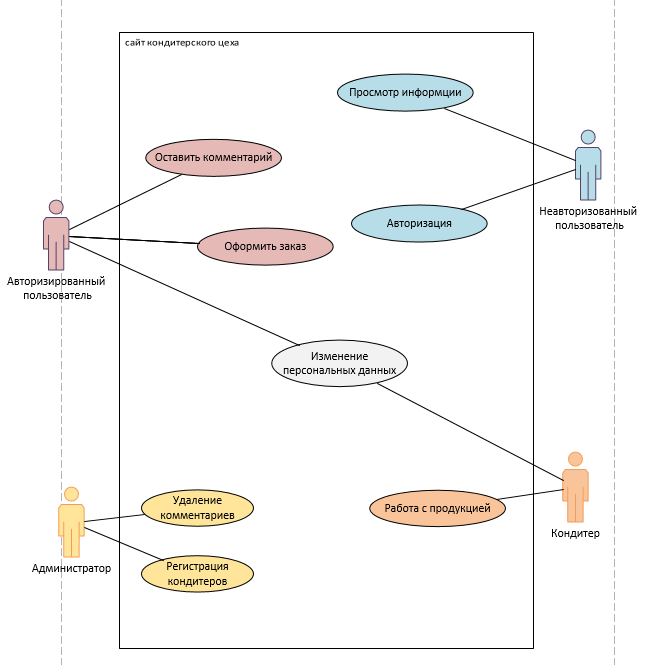 сайт кондитерского цеха
Просмотр информции
Оставить комментарий
Неавторизованный
пользователь
Авторизация
Оформить заказ
Авторизированный
пользователь
Изменение
персональных данных
Удаление
комментариев
Работа с продукцией
Кондитер
Администратор
Регистрация
кондитеров